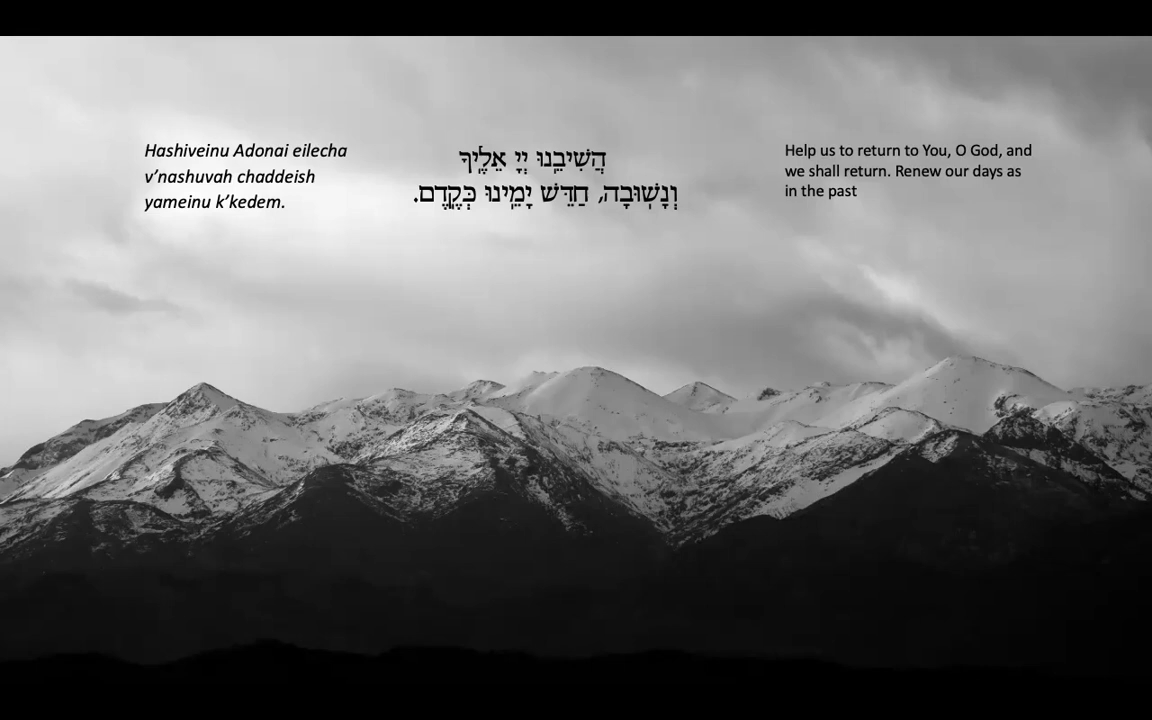 Hashiveinu Adonai eilecha
v’nashuvah chaddeish
yameinu k’kedem.
הֲשִׁיבֵֽנוּ יְיָ אֵלֶֽיךָ
וְנָשֽׁוּבָה, חַדֵּשׁ יָמֵֽינוּ כְּקֶֽדֶם.
Help us to return to You, O God, and
we shall return. Renew our days as
in the past